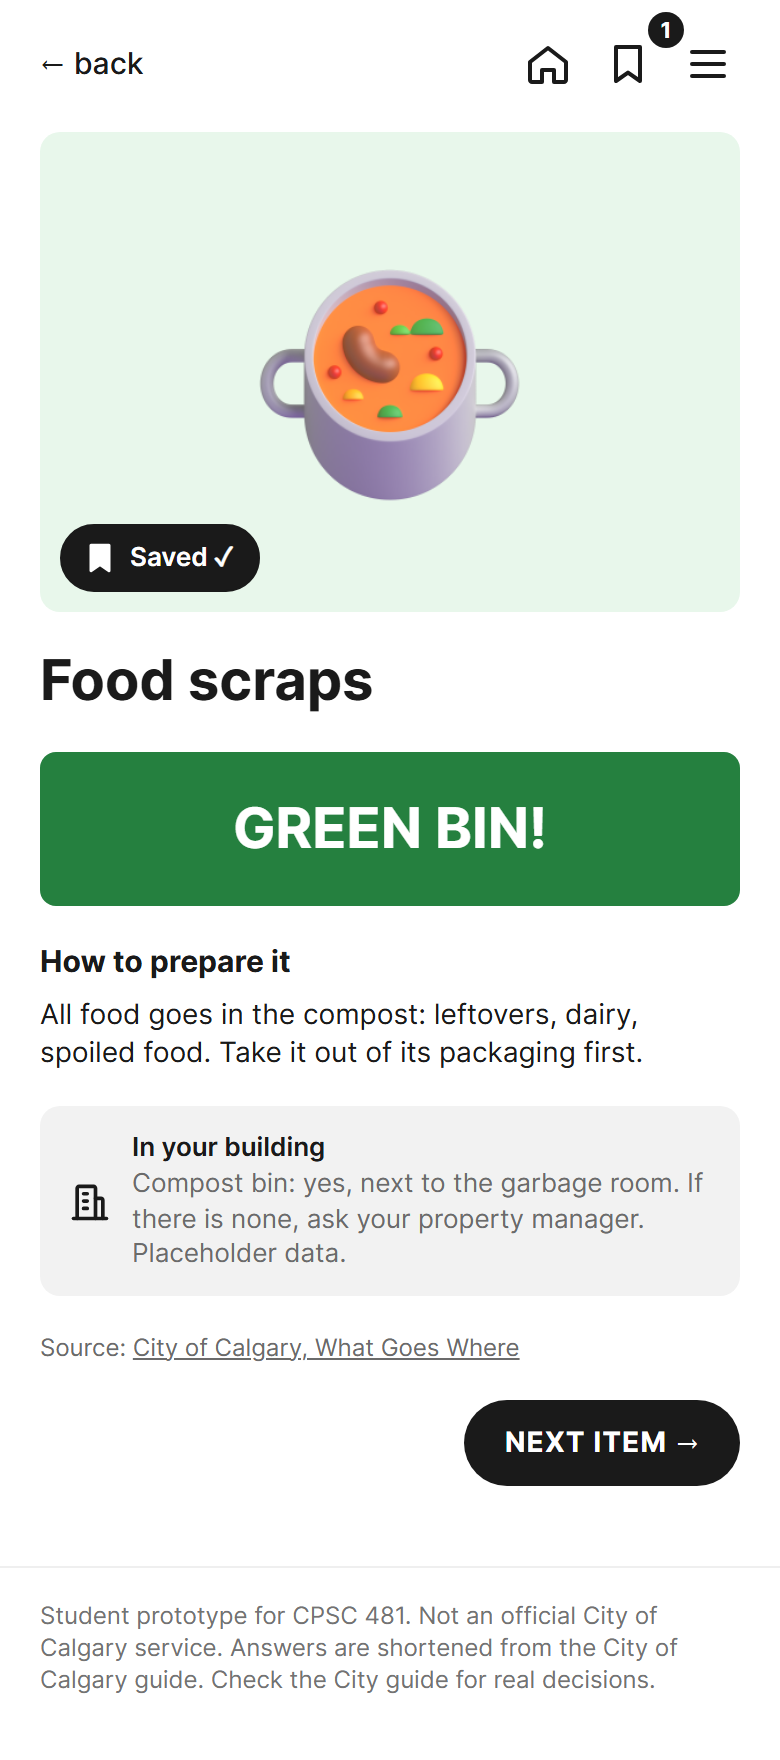 ← back
1
Saved ✓
Food scraps
GREEN BIN!
How to prepare it
All food goes in the compost: leftovers, dairy,
spoiled food. Take it out of its packaging first.
In your building
Compost bin: yes, next to the garbage room. If
there is none, ask your property manager.
Placeholder data.
Source: City of Calgary, What Goes Where
NEXT ITEM →
Student prototype for CPSC 481. Not an official City of
Calgary service. Answers are shortened from the City of
Calgary guide. Check the City guide for real decisions.